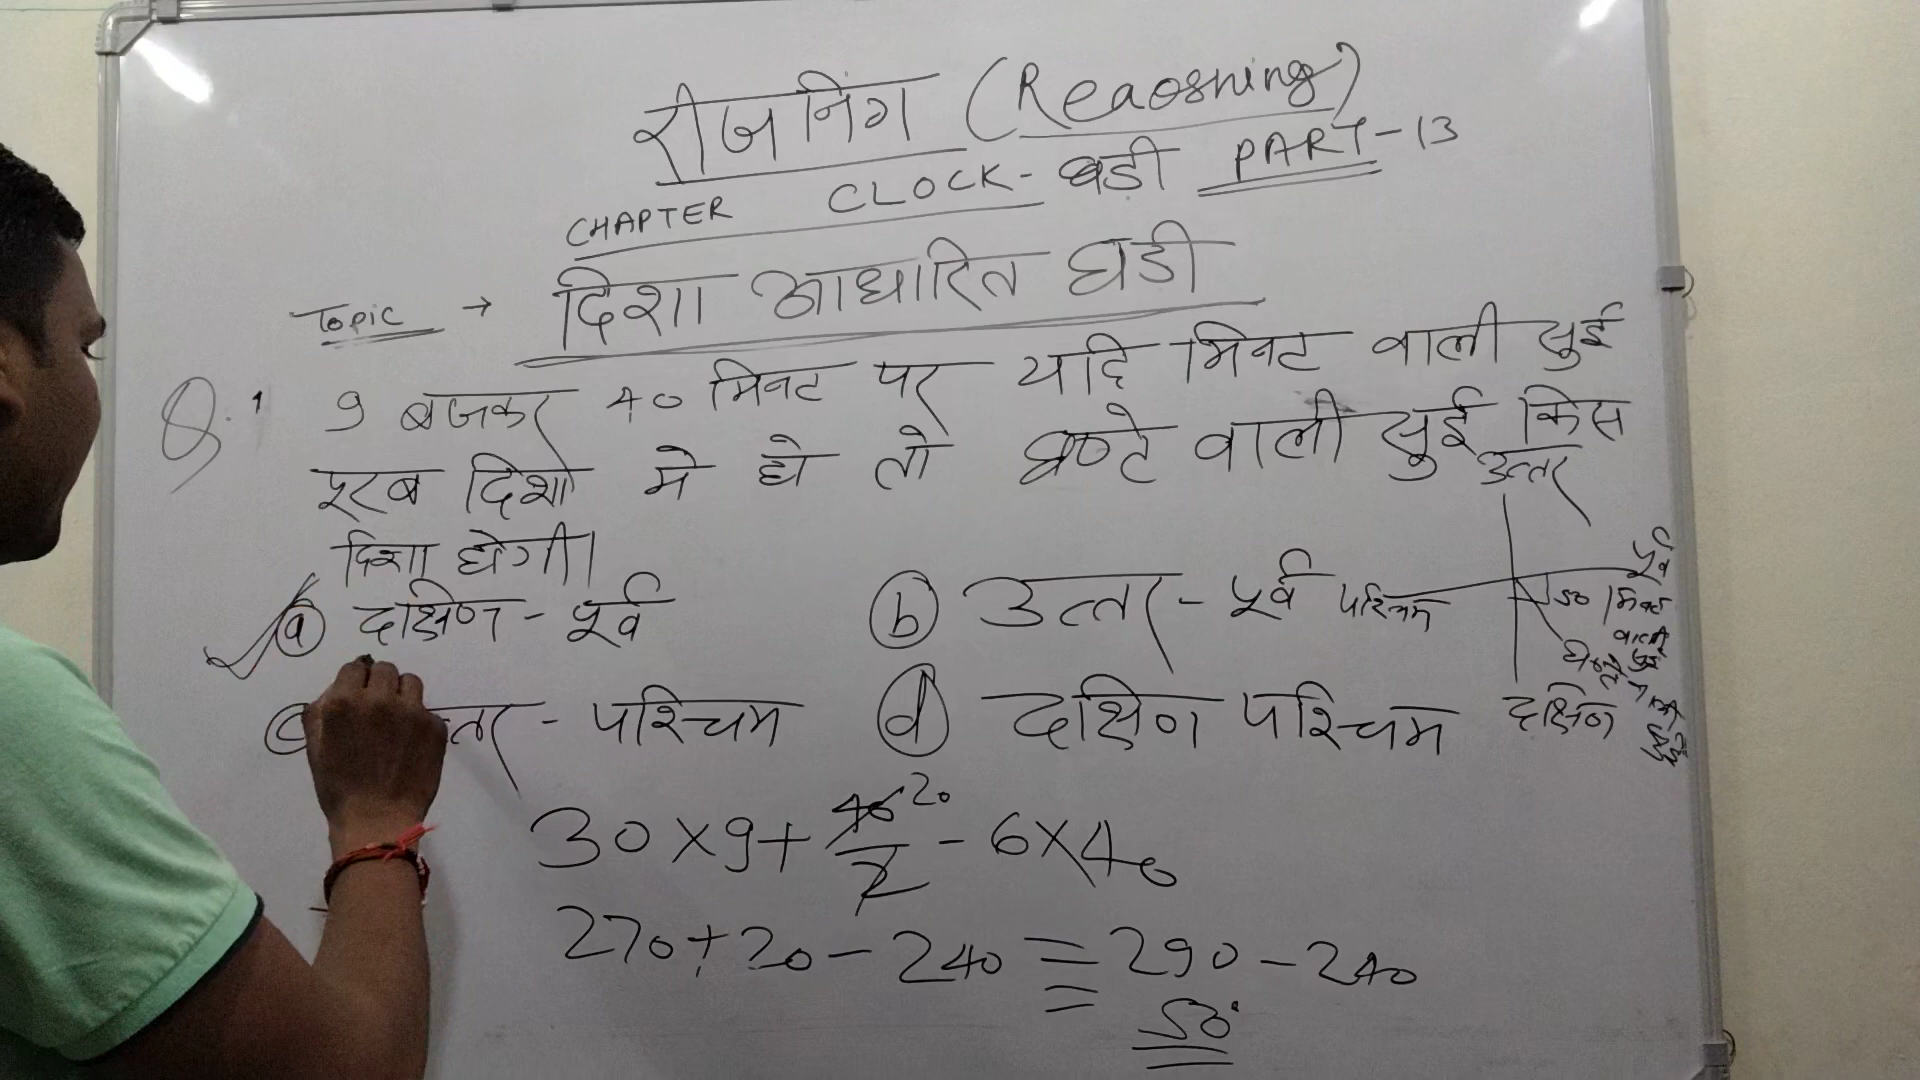 रीजनिंग (Reaosning)
CHAPTER CLOCK - घडी PART-13
Topic → दिशा आधारित घडी
Q.1 9 बजकर 40 मिनट पर यदि मिनट वाली सुई
पूरब दिशा मे हो तो घण्टे वाली सुई किस
दिशा होगी।
(a) दक्षिण - पूर्व (b) उत्तर - पूर्व
(d) दक्षिण पश्चिम
- पश्चिम
उत्तर
पूर्व
पश्चिम
50 मिनट
वाली
सुई
दक्षिण
30×9+40/2 20 -6×40
270+20-240 = 290-240
= 50°